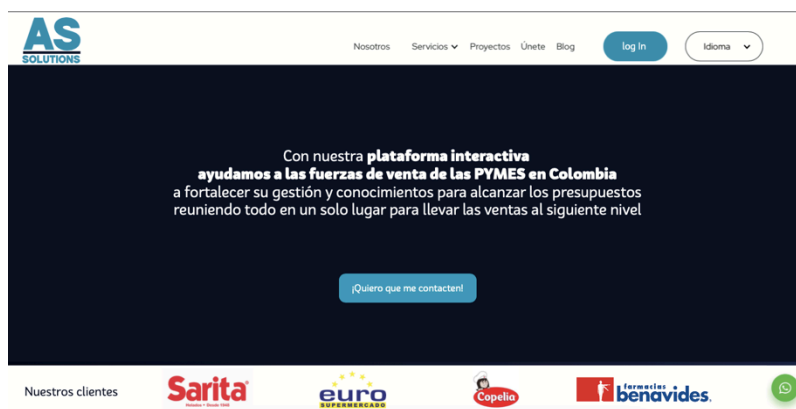 AS
SOLUTIONS
Nosotros Servicios Proyectos Únete Blog log In Idioma
Con nuestra plataforma interactiva
ayudamos a las fuerzas de venta de las PYMES en Colombia
a fortalecer su gestión y conocimientos para alcanzar los presupuestos
reuniendo todo en un solo lugar para llevar las ventas al siguiente nivel
¡Quiero que me contacten!
Nuestros clientes
Sarita
euro
SUPERMERCADO
Copelia
farmacias
benavides.